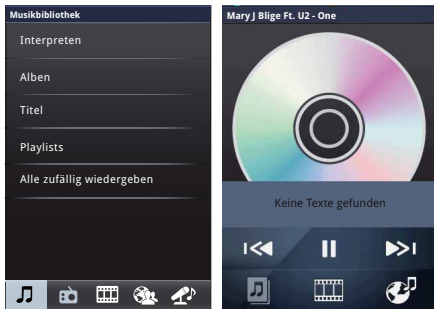 Musikbibliothek
Interpreten
Alben
Titel
Playlists
Alle zufällig wiedergeben
Mary J Blige Ft. U2 - One
Keine Texte gefunden